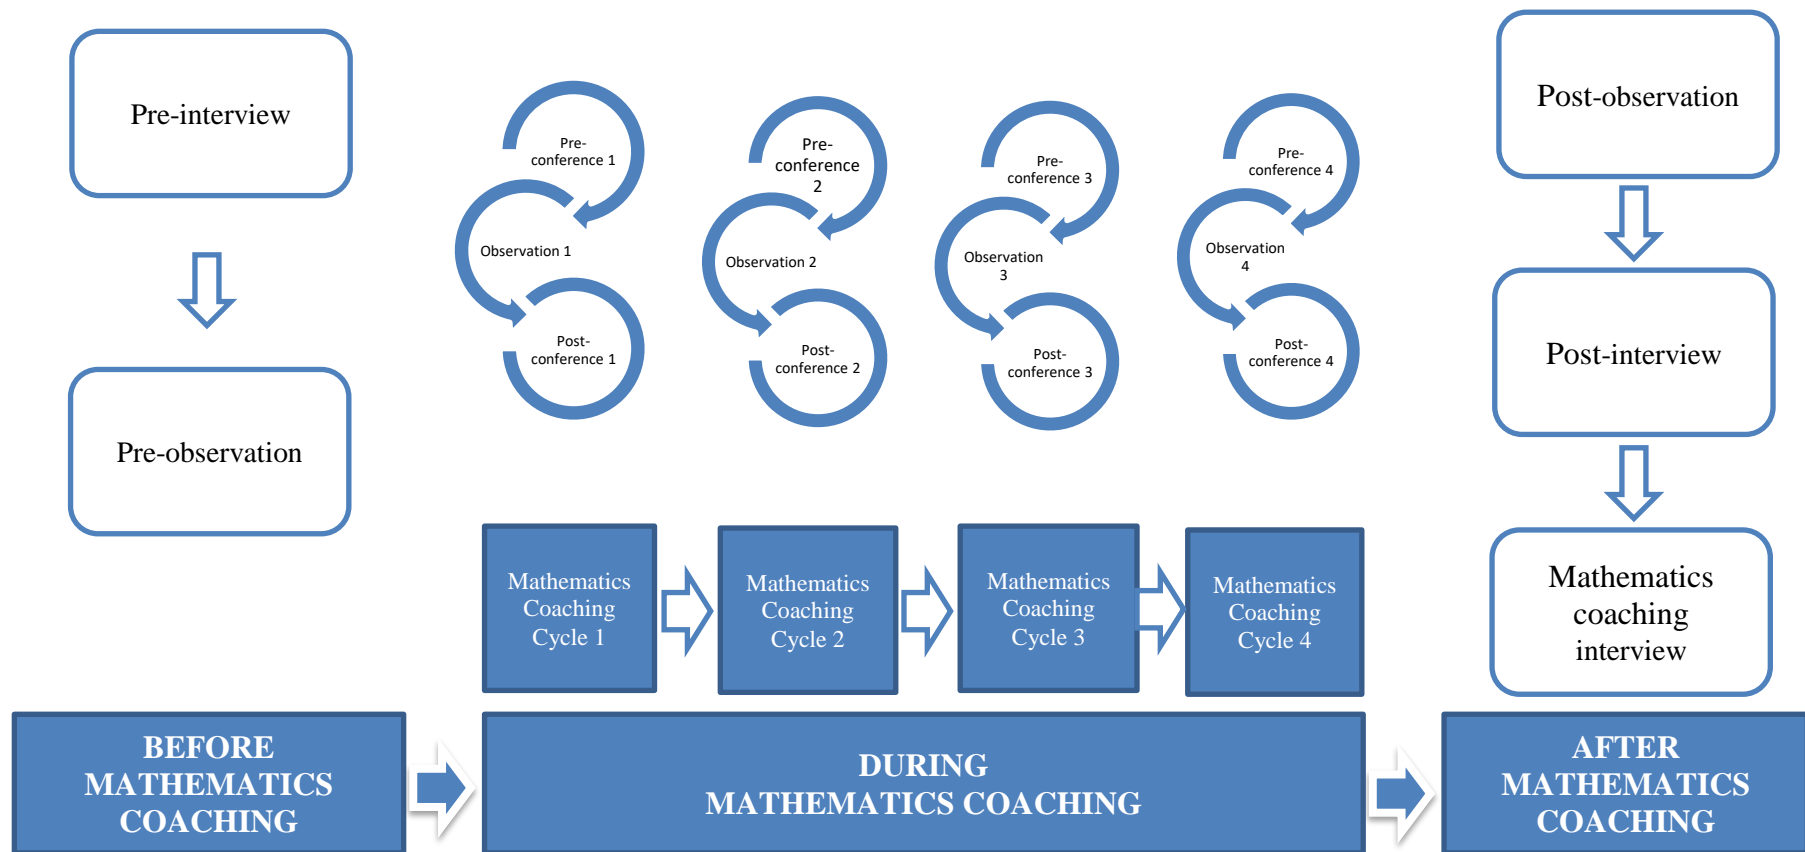 Pre-interview
Pre-observation
Pre-
conference 1
Observation 1
Post-
conference 1
Pre-
conference
2
Observation 2
Post-
conference 2
Pre-
conference 3
Observation
3
Post-
conference 3
Pre-
conference 4
Observation
4
Post-
conference 4
Mathematics
Coaching
Cycle 1
Mathematics
Coaching
Cycle 2
Mathematics
Coaching
Cycle 3
Mathematics
Coaching
Cycle 4
Post-observation
Post-interview
Mathematics
coaching
interview
BEFORE
MATHEMATICS
COACHING
DURING
MATHEMATICS COACHING
AFTER
MATHEMATICS
COACHING